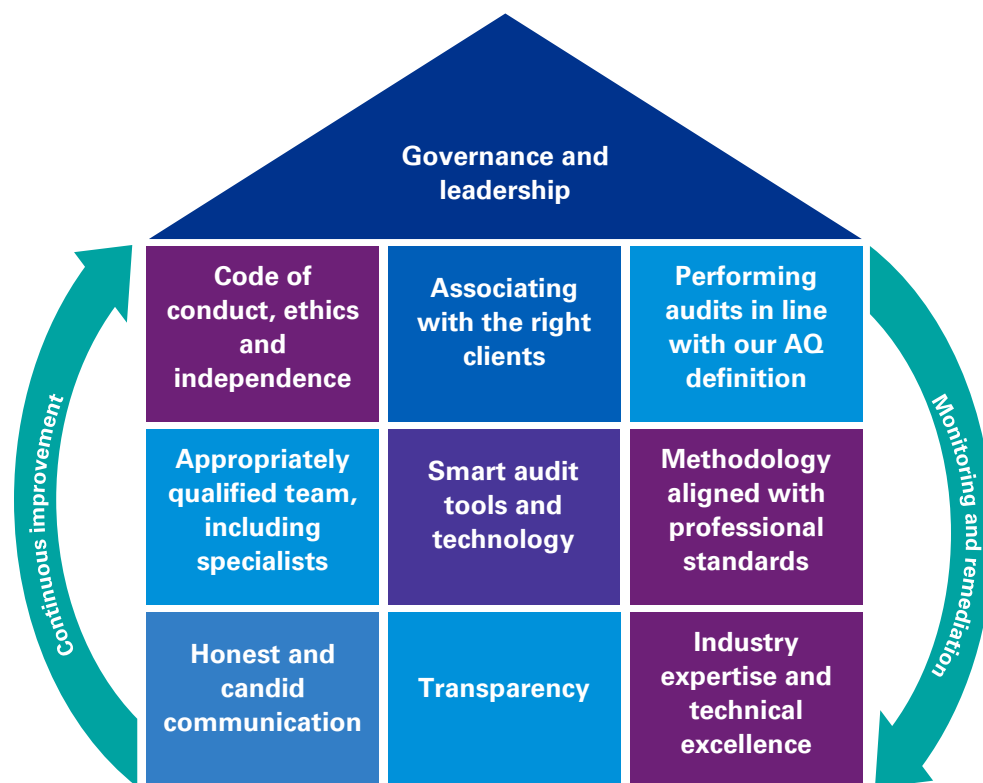 Governance and
leadership
Code of
conduct, ethics
and
independence
Associating
with the right
clients
Performing
audits in line
with our AQ
definition
Appropriately
qualified team,
including
specialists
Smart audit
tools and
technology
Methodology
aligned with
professional
standards
Honest and
candid
communication
Transparency
Industry
expertise and
technical
excellence
Continuous improvement
Monitoring and remediation